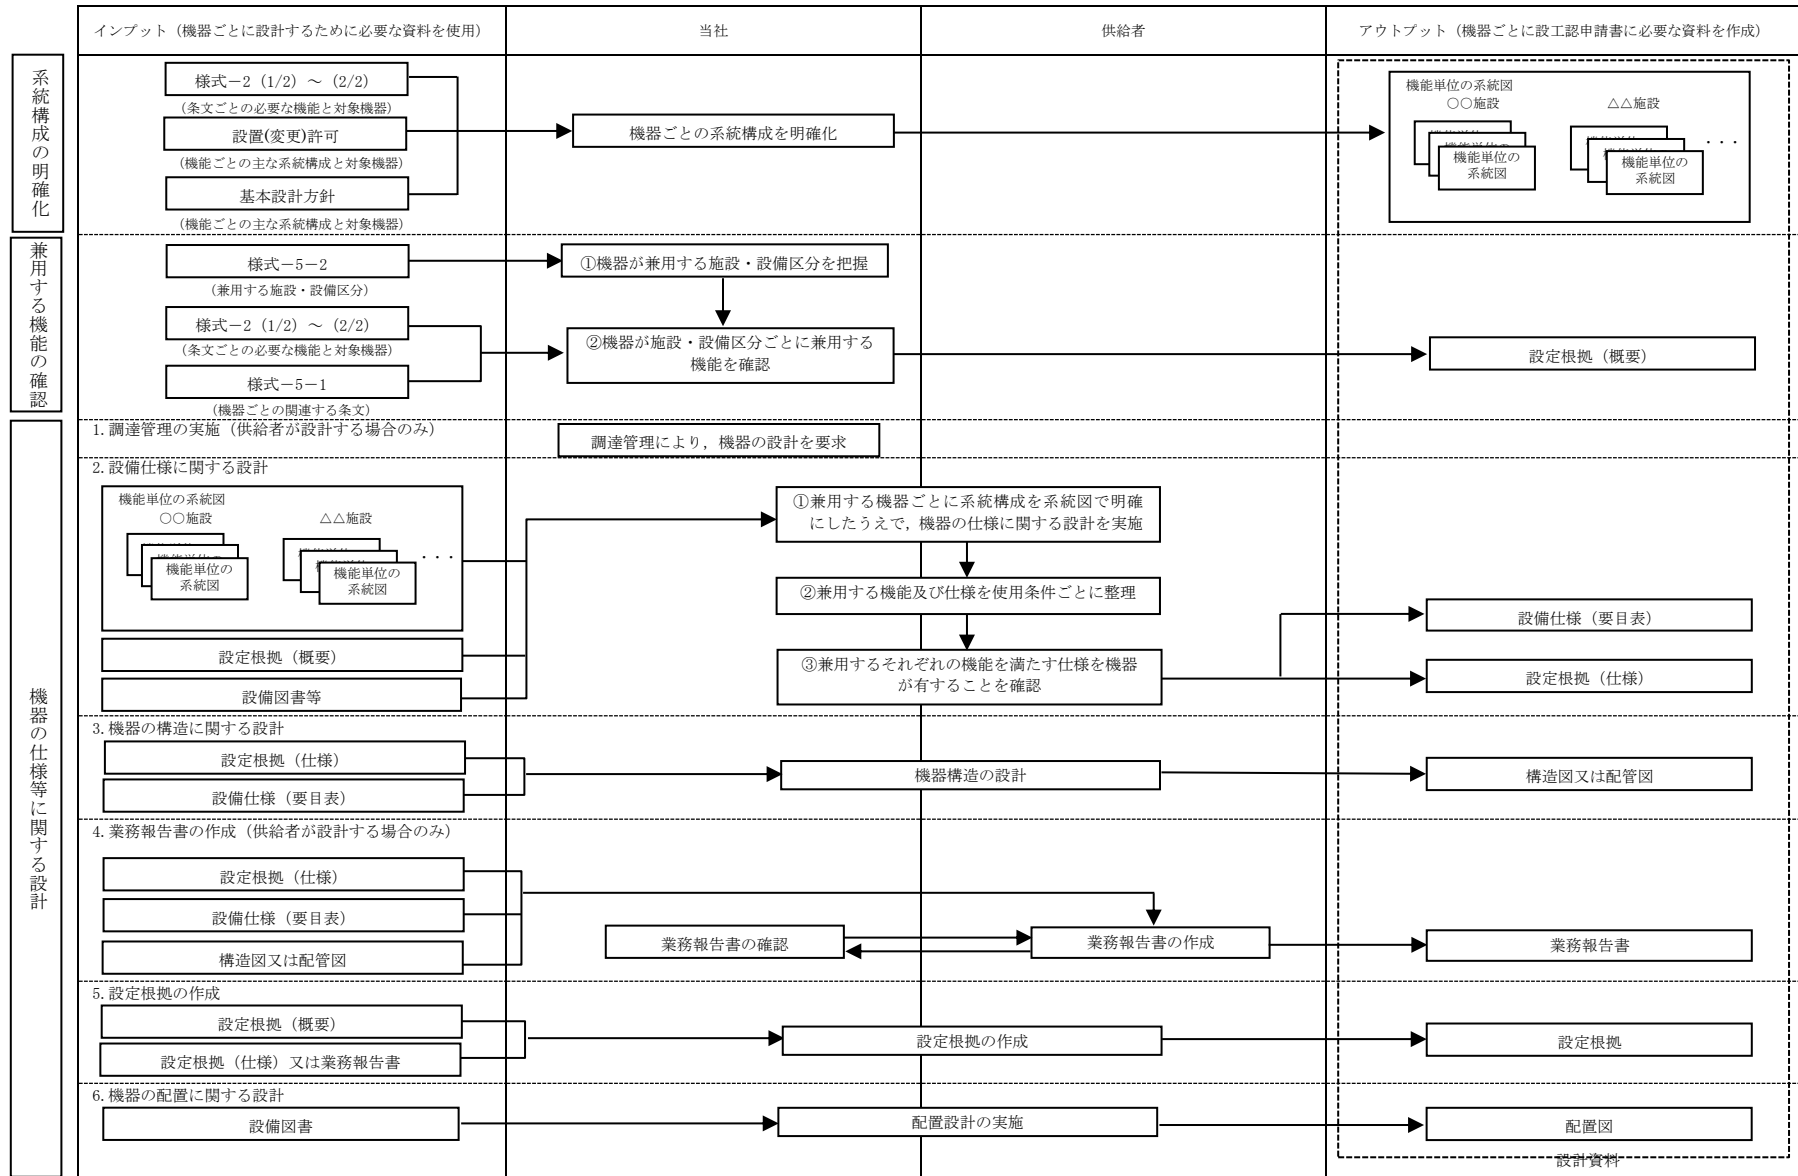 インプット（機器ごとに設計するために必要な資料を使用）
当社
供給者
アウトプット（機器ごとに設工認申請書に必要な資料を作成）
系統構成の明確化
様式－2（1/2）～（2/2）
（条文ごとの必要な機能と対象機器）
設置(変更)許可
（機能ごとの主な系統構成と対象機器）
基本設計方針
（機能ごとの主な系統構成と対象機器）
機器ごとの系統構成を明確化
機能単位の系統図
○○施設
△△施設
機能単位の
系統図
機能単位の
系統図
・・・
兼用する機能の確認
様式－5－2
（兼用する施設・設備区分）
様式－2（1/2）～（2/2）
（条文ごとの必要な機能と対象機器）
様式－5－1
（機器ごとの関連する条文）
①機器が兼用する施設・設備区分を把握
②機器が施設・設備区分ごとに兼用する
機能を確認
設定根拠（概要）
機器の仕様等に関する設計
1.調達管理の実施（供給者が設計する場合のみ）
調達管理により，機器の設計を要求
2.設備仕様に関する設計
機能単位の系統図
○○施設
△△施設
機能単位の
系統図
機能単位の
系統図
・・・
設定根拠（概要）
設備図書等
①兼用する機器ごとに系統構成を系統図で明確
にしたうえで，機器の仕様に関する設計を実施
②兼用する機能及び仕様を使用条件ごとに整理
③兼用するそれぞれの機能を満たす仕様を機器
が有することを確認
設備仕様（要目表）
設定根拠（仕様）
3.機器の構造に関する設計
設定根拠（仕様）
設備仕様（要目表）
機器構造の設計
構造図又は配管図
4.業務報告書の作成（供給者が設計する場合のみ）
設定根拠（仕様）
設備仕様（要目表）
構造図又は配管図
業務報告書の確認
業務報告書の作成
業務報告書
5.設定根拠の作成
設定根拠（概要）
設定根拠（仕様）又は業務報告書
設定根拠の作成
設定根拠
6.機器の配置に関する設計
設備図書
配置設計の実施
配置図
設計資料